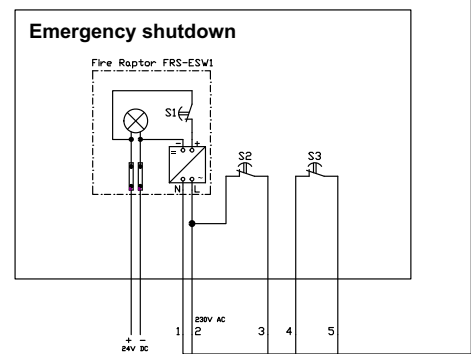 Emergency shutdown
Fire Raptor FRS-ESW1
S1
S2
S3
- +
=
~
N L
230V AC
1 2 3 4 5
+ -
24V DC